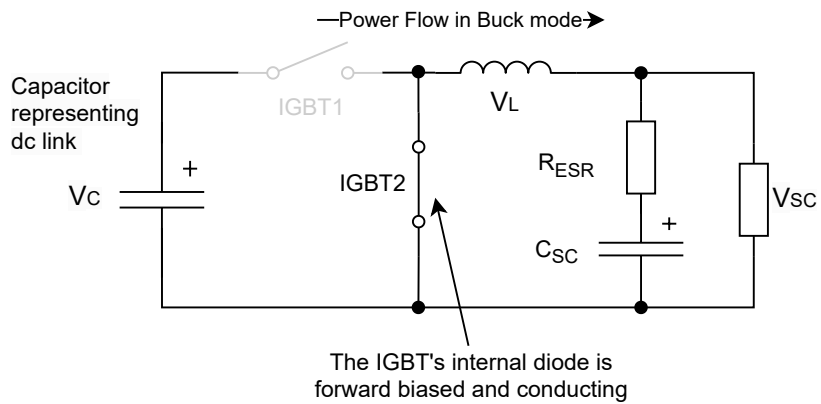 Power Flow in Buck mode
Capacitor
representing
dc link
IGBT1
VL
VC
IGBT2
RESR
CSC
VSC
+
+
The IGBT's internal diode is
forward biased and conducting